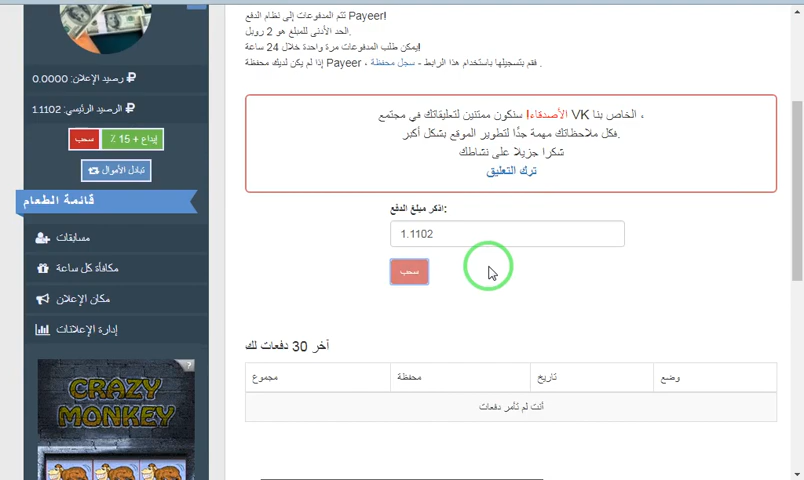 تتم المدفوعات إلى نظام الدفع Payeer!
الحد الأدنى للمبلغ هو 2 روبل.
يمكن طلب المدفوعات مرة واحدة خلال 24 ساعة!
إذا لم يكن لديك محفظة Payeer ، فقم بتسجيلها باستخدام هذا الرابط - سجل محفظة .
رصيد الإعلان: 0.0000 ₽
الرصيد الرئيسي: 1.1102 ₽
سحب
إيداع + 15 ٪
تبادل الأموال
قائمة الطعام
مسابقات
مكافأة كل ساعة
مكان الإعلان
إدارة الإعلانات
?
CRAZY
MONKEY
الأصدقاء! سنكون ممتنين لتعليقاتك في مجتمع VK الخاص بنا ،
فكل ملاحظاتك مهمة جدًا لتطوير الموقع بشكل أكبر.
شكرا جزيلا على نشاطك
ترك التعليق
اذكر مبلغ الدفع:
1.1102
سحب
أخر 30 دفعات لك
مجموع محفظة تاريخ وضع
أنت لم تأمر دفعات